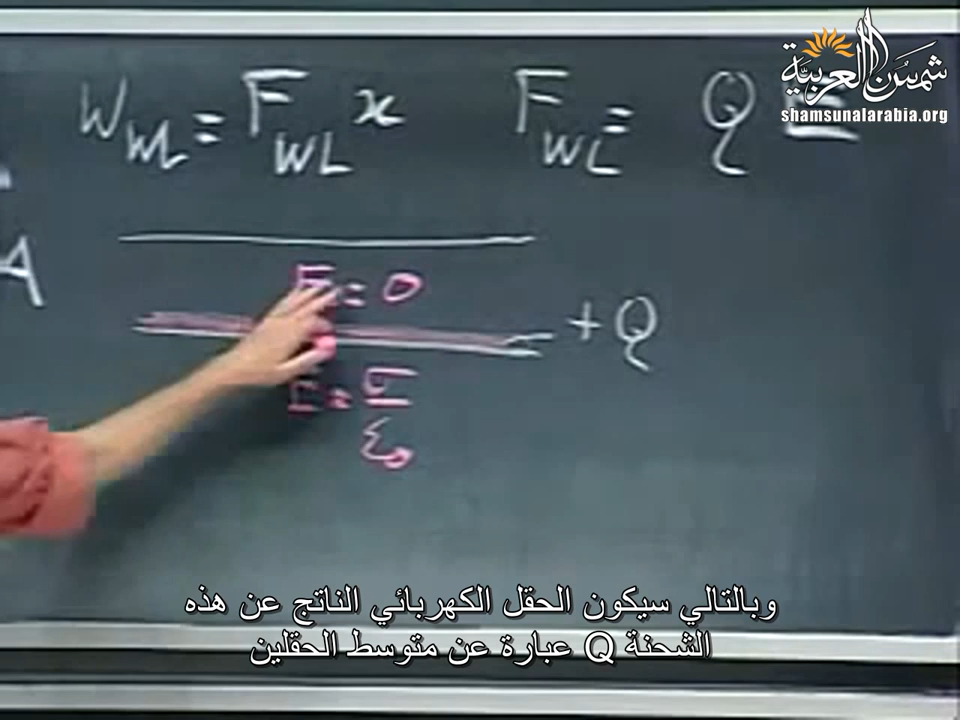 شمس العربية
shamsunalarabia.org
W_WL = F_WL x F_WL = Q E
A
E = 0
+ Q
E = σ
ε₀
وبالتالي سيكون الحقل الكهربائي الناتج عن هذه
الشحنة Q عبارة عن متوسط الحقلين